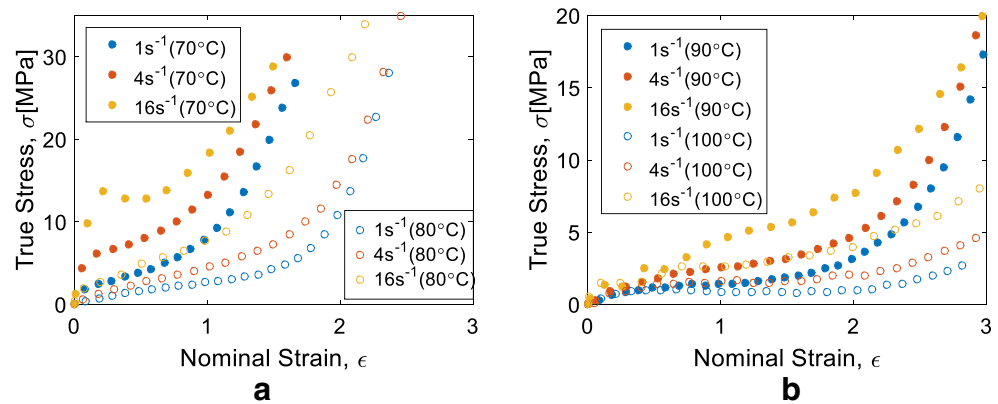 30
20
10
0
0
1
2
3
True Stress, σ[MPa]
Nominal Strain, ϵ
1s⁻¹(70°C)
4s⁻¹(70°C)
16s⁻¹(70°C)
1s⁻¹(80°C)
4s⁻¹(80°C)
16s⁻¹(80°C)
a
20
15
10
5
0
0
1
2
3
True Stress, σ[MPa]
Nominal Strain, ϵ
1s⁻¹(90°C)
4s⁻¹(90°C)
16s⁻¹(90°C)
1s⁻¹(100°C)
4s⁻¹(100°C)
16s⁻¹(100°C)
b